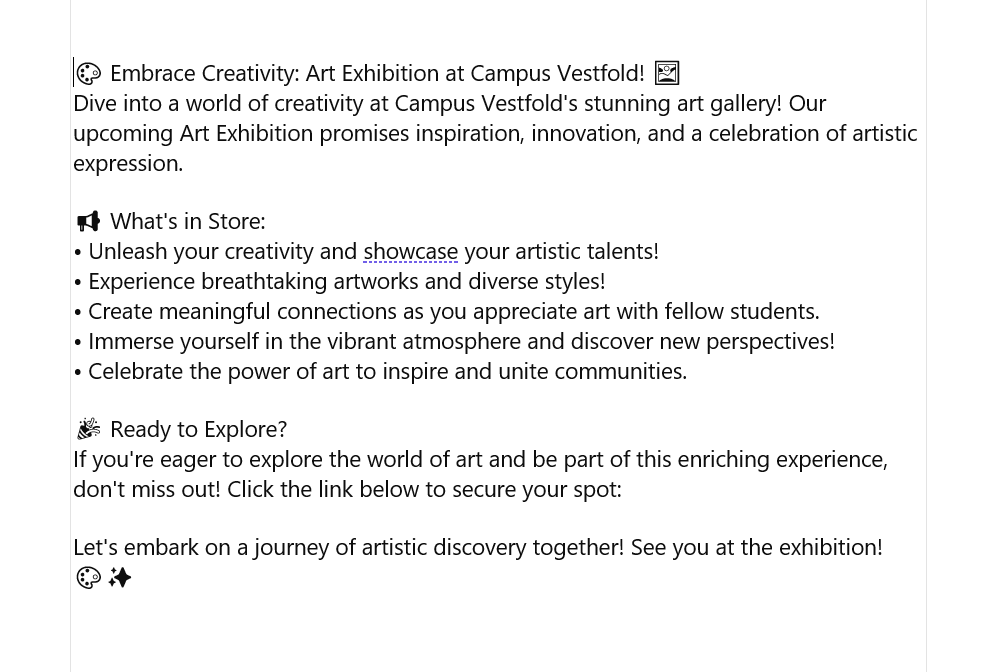 🎨 Embrace Creativity: Art Exhibition at Campus Vestfold! 🖼
Dive into a world of creativity at Campus Vestfold's stunning art gallery! Our
upcoming Art Exhibition promises inspiration, innovation, and a celebration of artistic
expression.
📢 What's in Store:
• Unleash your creativity and showcase your artistic talents!
• Experience breathtaking artworks and diverse styles!
• Create meaningful connections as you appreciate art with fellow students.
• Immerse yourself in the vibrant atmosphere and discover new perspectives!
• Celebrate the power of art to inspire and unite communities.
🎉 Ready to Explore?
If you're eager to explore the world of art and be part of this enriching experience,
don't miss out! Click the link below to secure your spot:
Let's embark on a journey of artistic discovery together! See you at the exhibition!
🎨✨